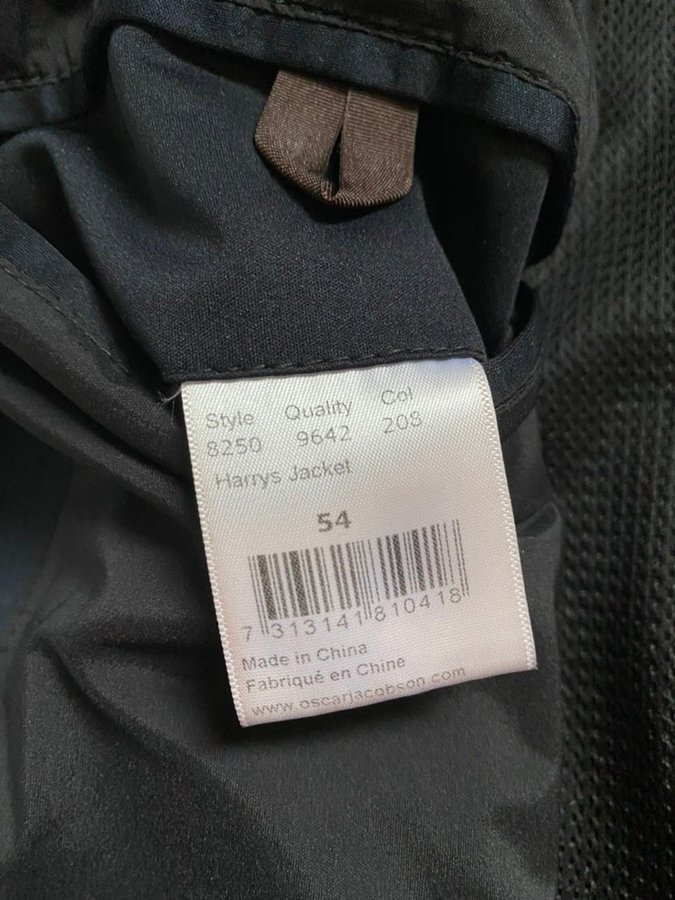 Style Quality Col
8250 9642 208
Harrys Jacket
54
7 313141 810418
Made in China
Fabriqué en Chine
www.oscarjacobson.com